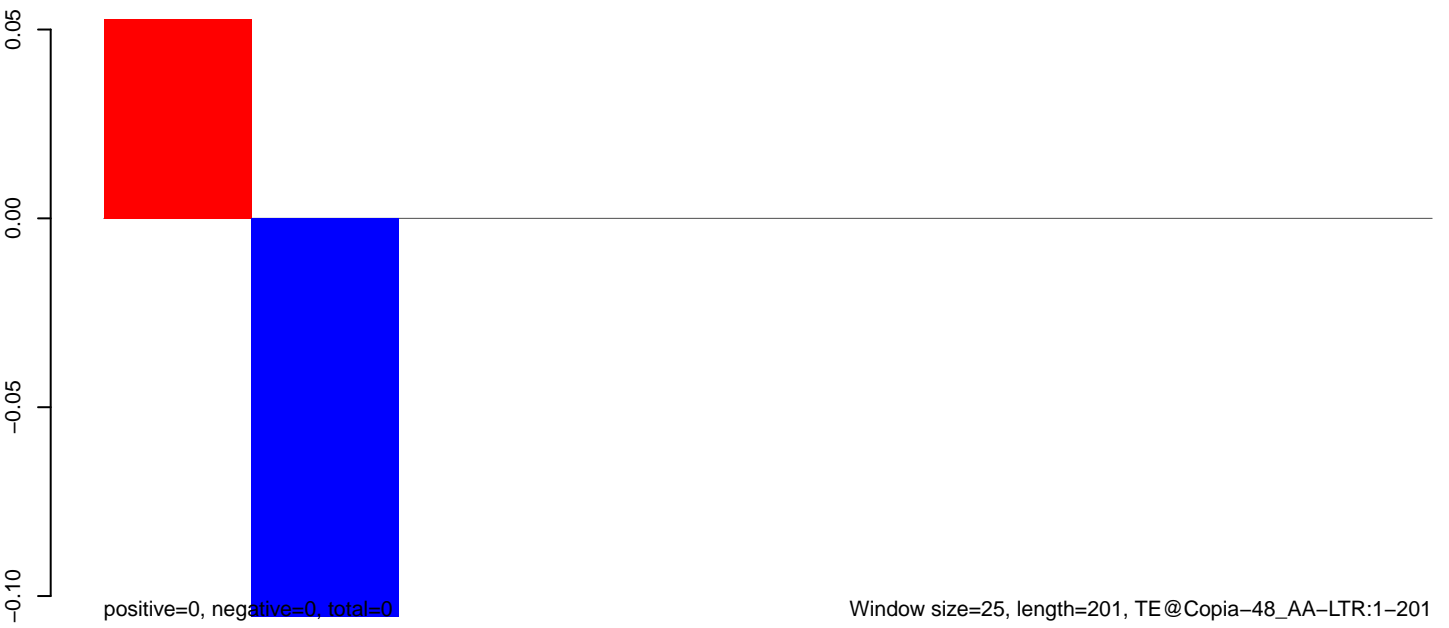 0.05
0.00
−0.05
−0.10
positive=0, negative=0, total=0
Window size=25, length=201, TE@Copia−48_AA−LTR:1−201